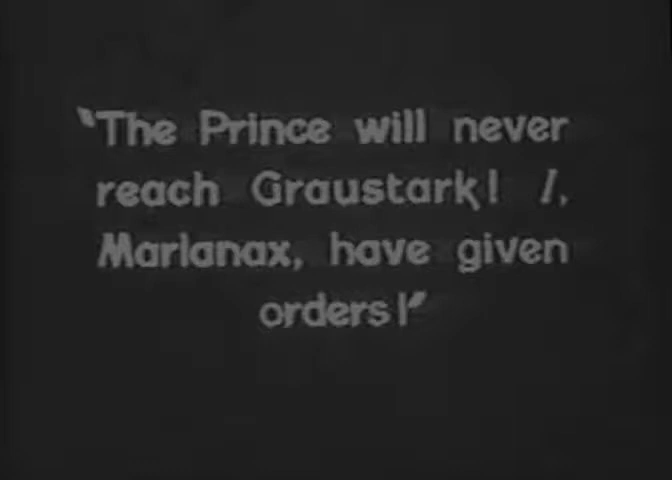 "The Prince will never
reach Graustark! I,
Marlanax, have given
orders!"